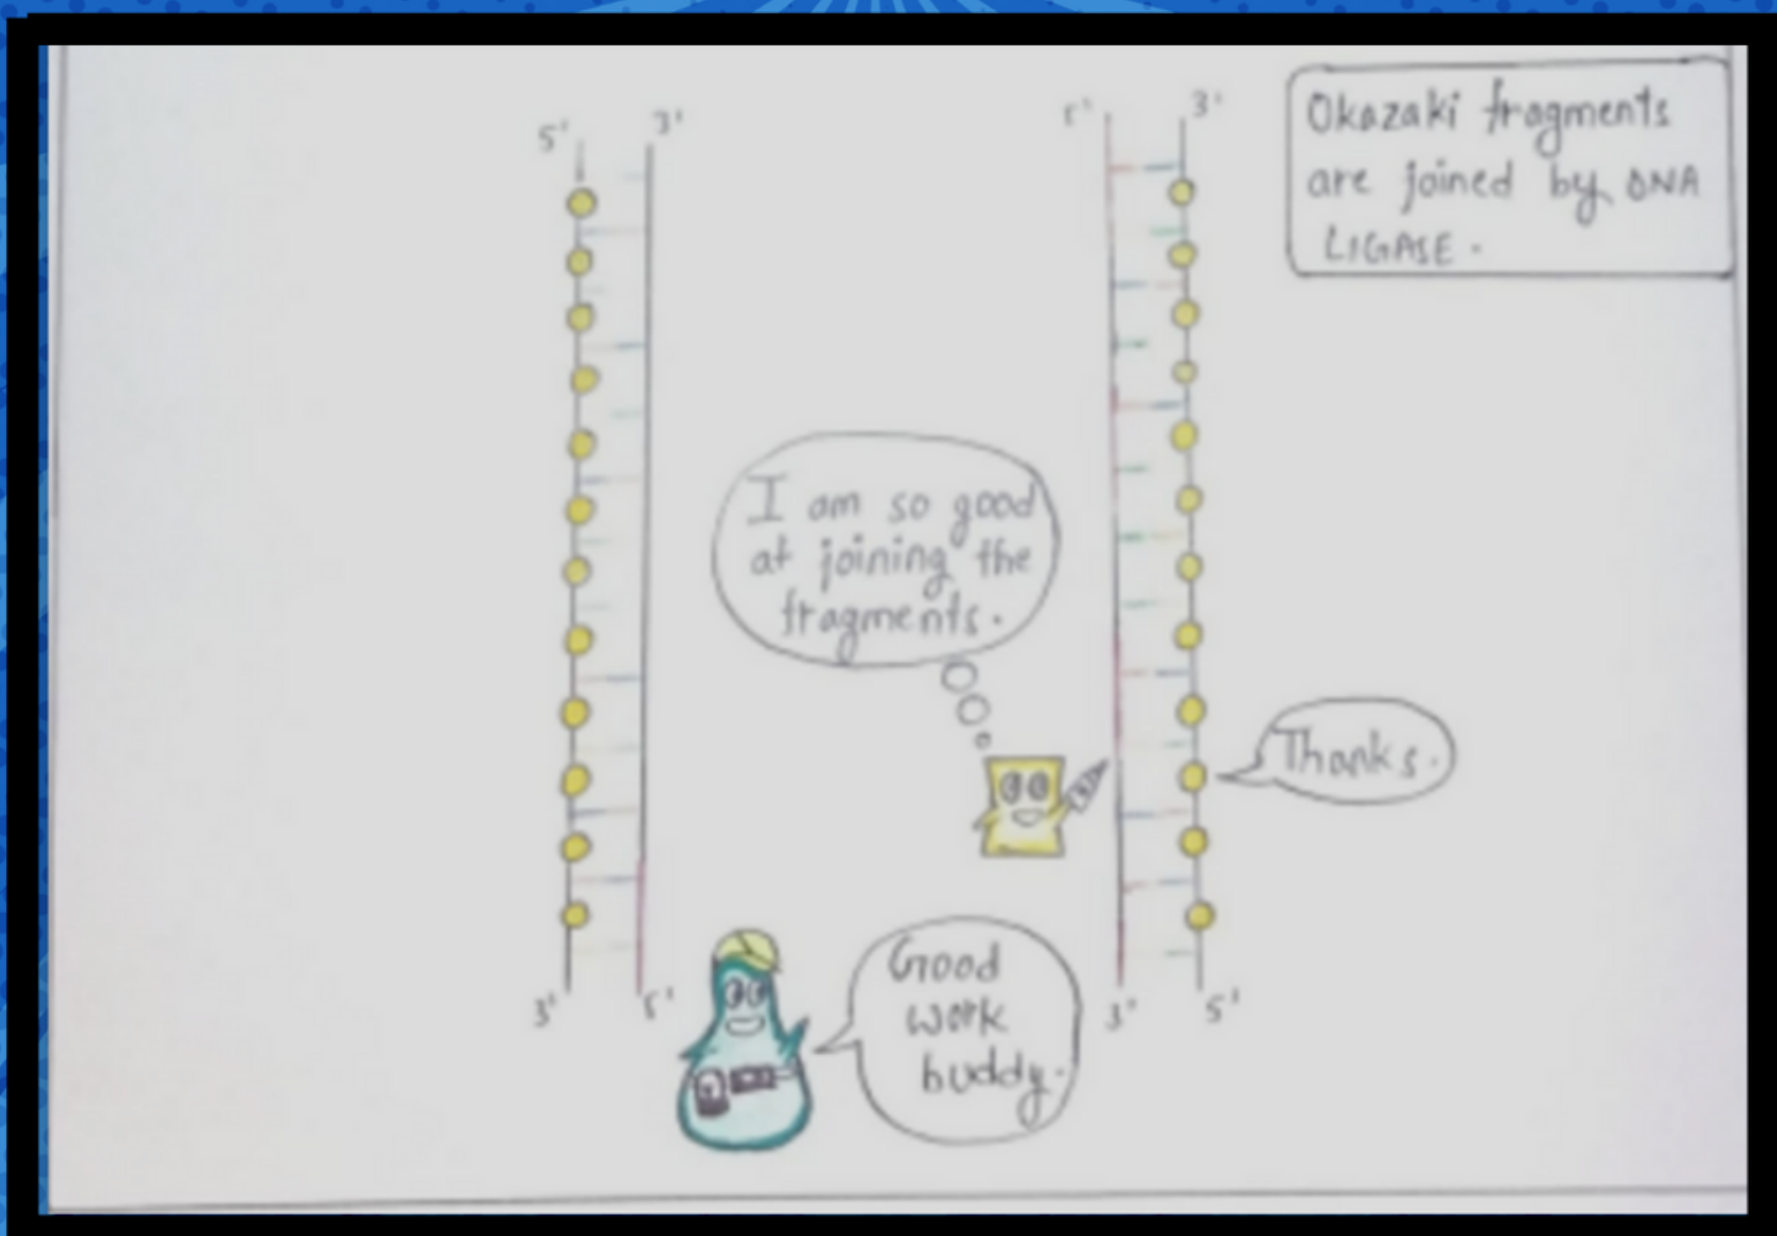 5'
3'
5'
3'
Okazaki fragments
are joined by DNA
LIGASE.
I am so good
at joining the
fragments.
Thanks.
Good
work
buddy.
3'
5'
3'
5'